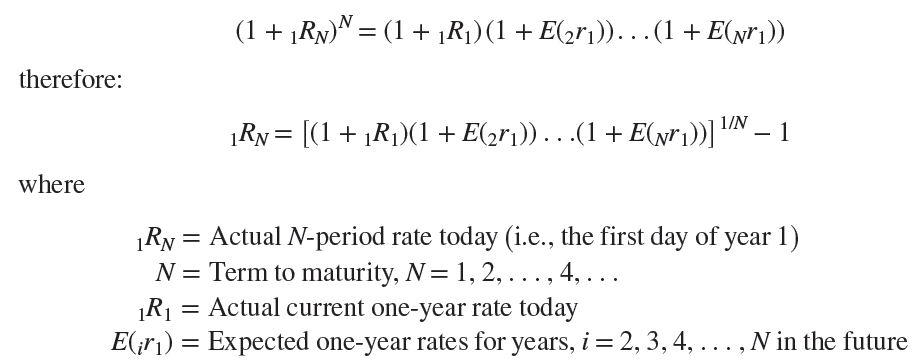 (1 + ₁R_N)^N = (1 + ₁R₁)(1 + E(₂r₁)). . .(1 + E(_Nr₁))
therefore:
₁R_N = [(1 + ₁R₁)(1 + E(₂r₁)) . . .(1 + E(_Nr₁))]^{1/N} – 1
where
₁R_N = Actual N-period rate today (i.e., the first day of year 1)
N = Term to maturity, N = 1, 2, . . . , 4, . . .
₁R₁ = Actual current one-year rate today
E(ᵢr₁) = Expected one-year rates for years, i = 2, 3, 4, . . . , N in the future